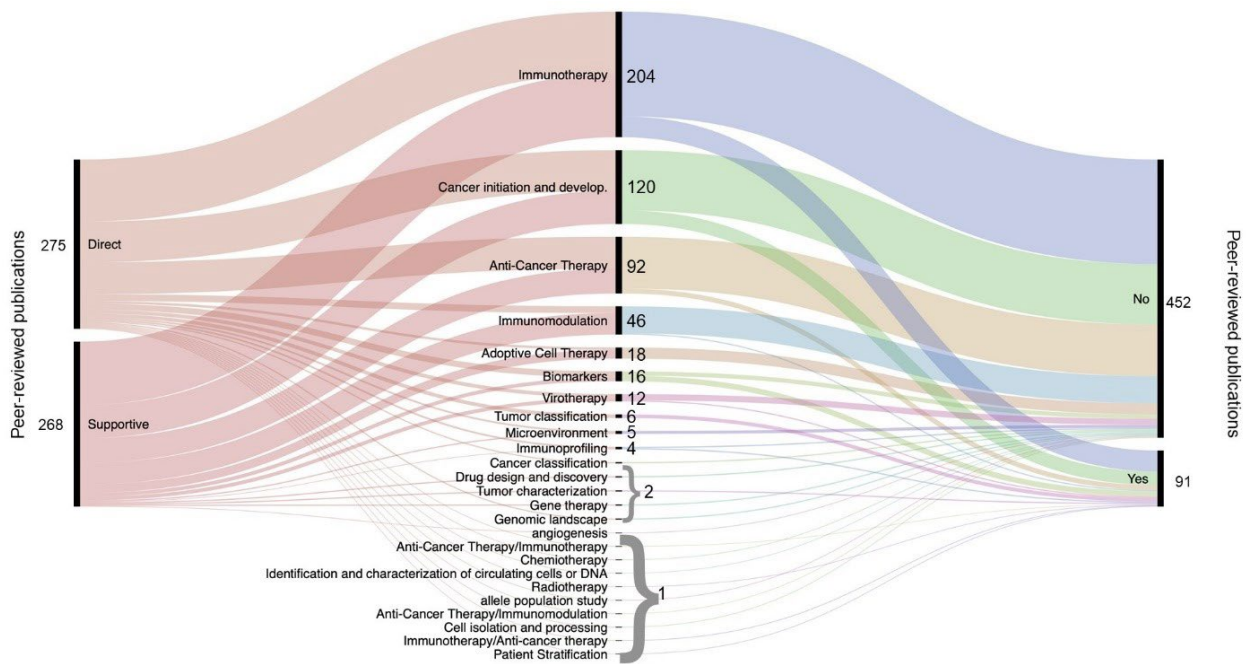 Peer-reviewed publications
275
Direct
268
Supportive
Immunotherapy 204
Cancer initiation and develop. 120
Anti-Cancer Therapy 92
Immunomodulation 46
Adoptive Cell Therapy 18
Biomarkers 16
Virotherapy 12
Tumor classification 6
Microenvironment 5
Immunoprofiling 4
Cancer classification
Drug design and discovery
Tumor characterization
Gene therapy
Genomic landscape
2
angiogenesis
Anti-Cancer Therapy/Immunotherapy
Chemiotherapy
Identification and characterization of circulating cells or DNA
Radiotherapy
allele population study
Anti-Cancer Therapy/Immunomodulation
Cell isolation and processing
Immunotherapy/Anti-cancer therapy
Patient Stratification
1
No 452
Yes 91
Peer-reviewed publications